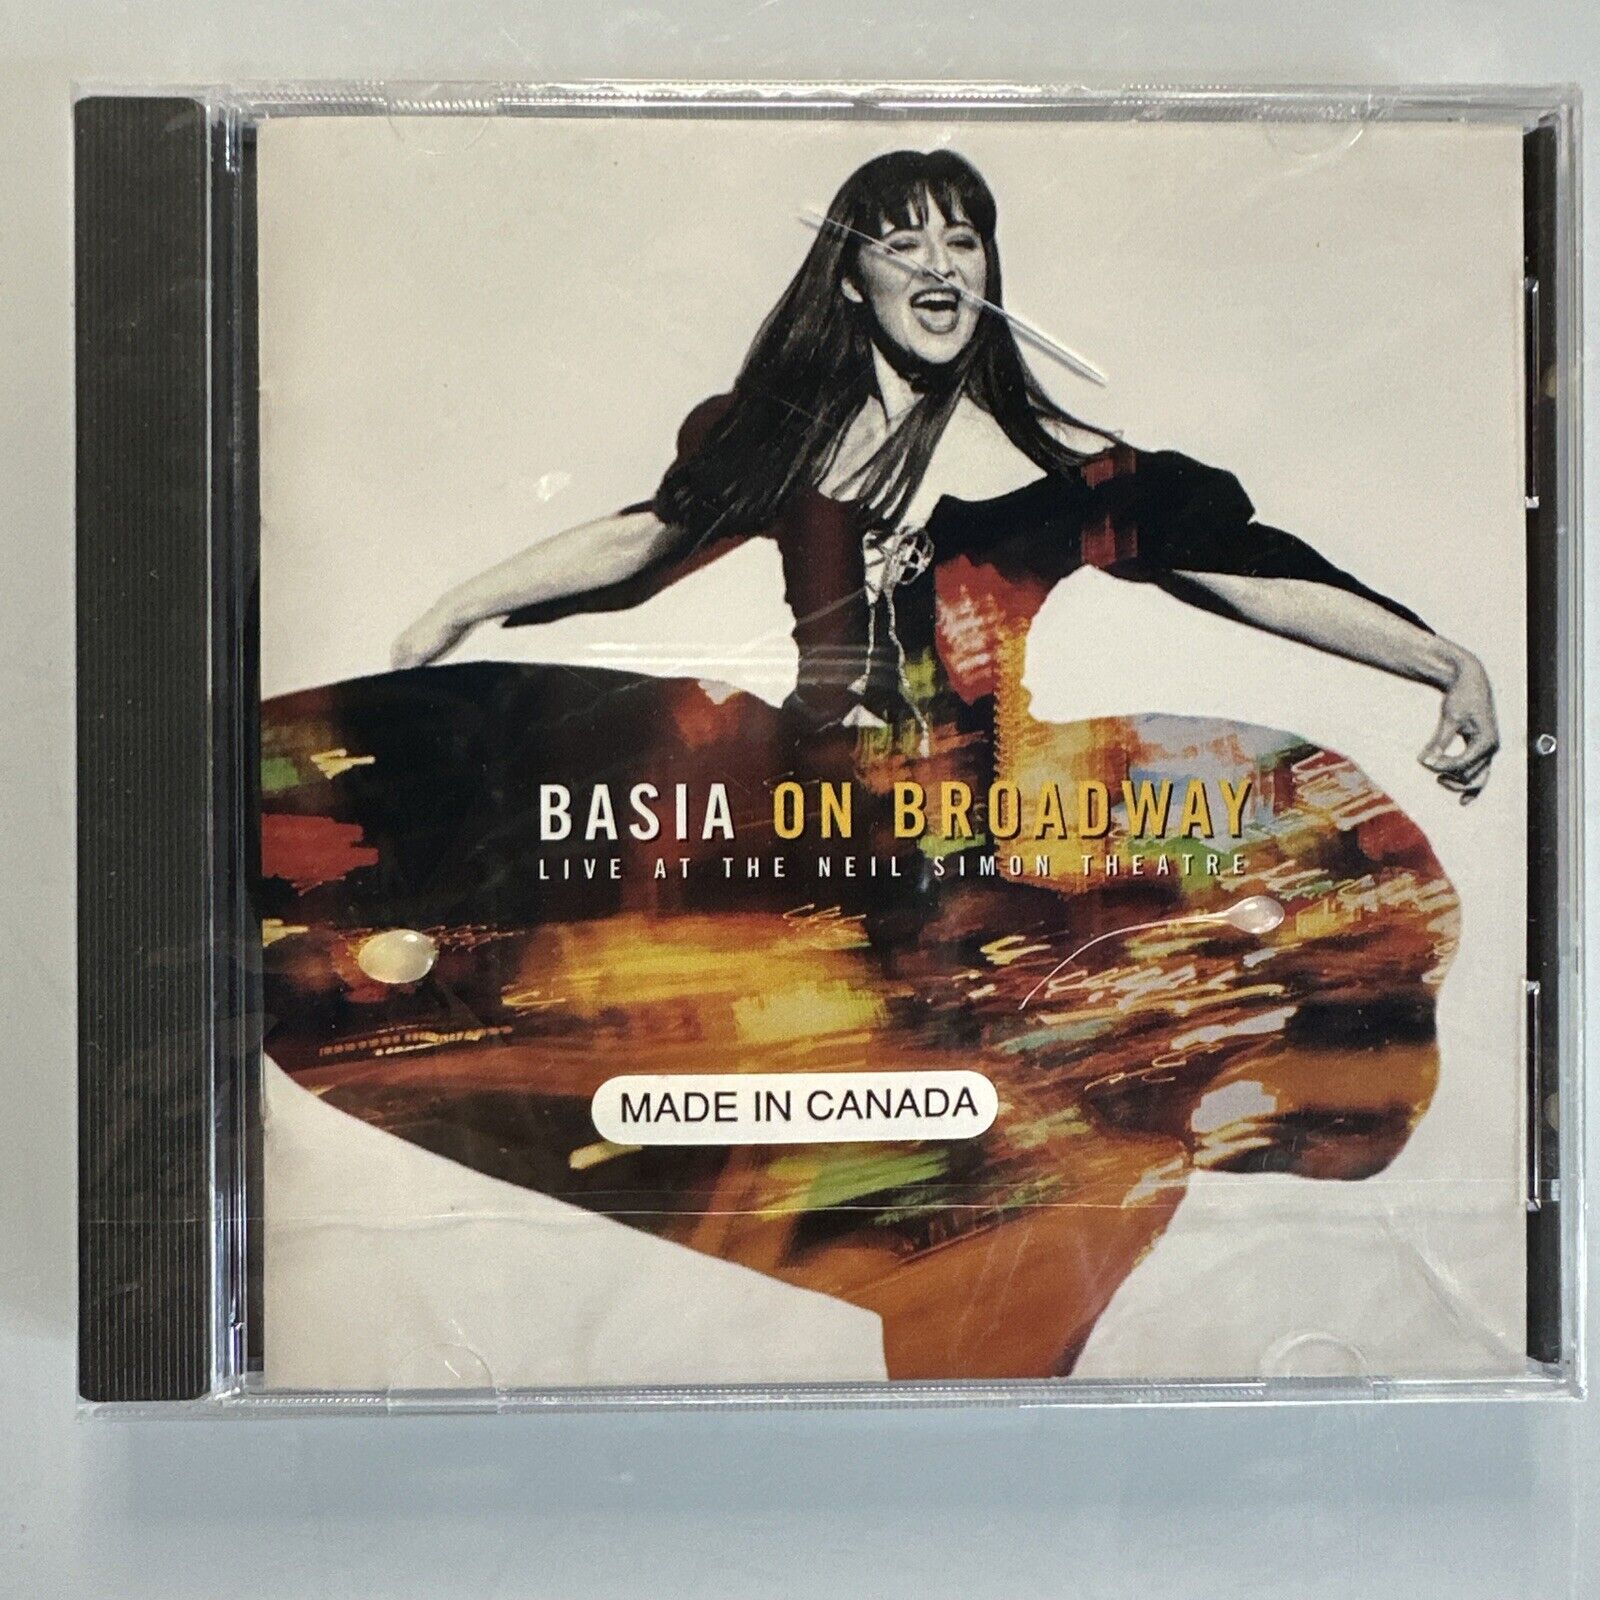 BASIA ON BROADWAY
LIVE AT THE NEIL SIMON THEATRE
MADE IN CANADA